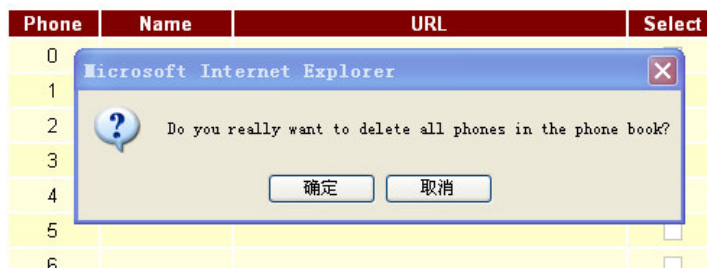 Phone Name URL Select
0
Microsoft Internet Explorer
1
2
Do you really want to delete all phones in the phone book?
3
确定 取消
4
5
6